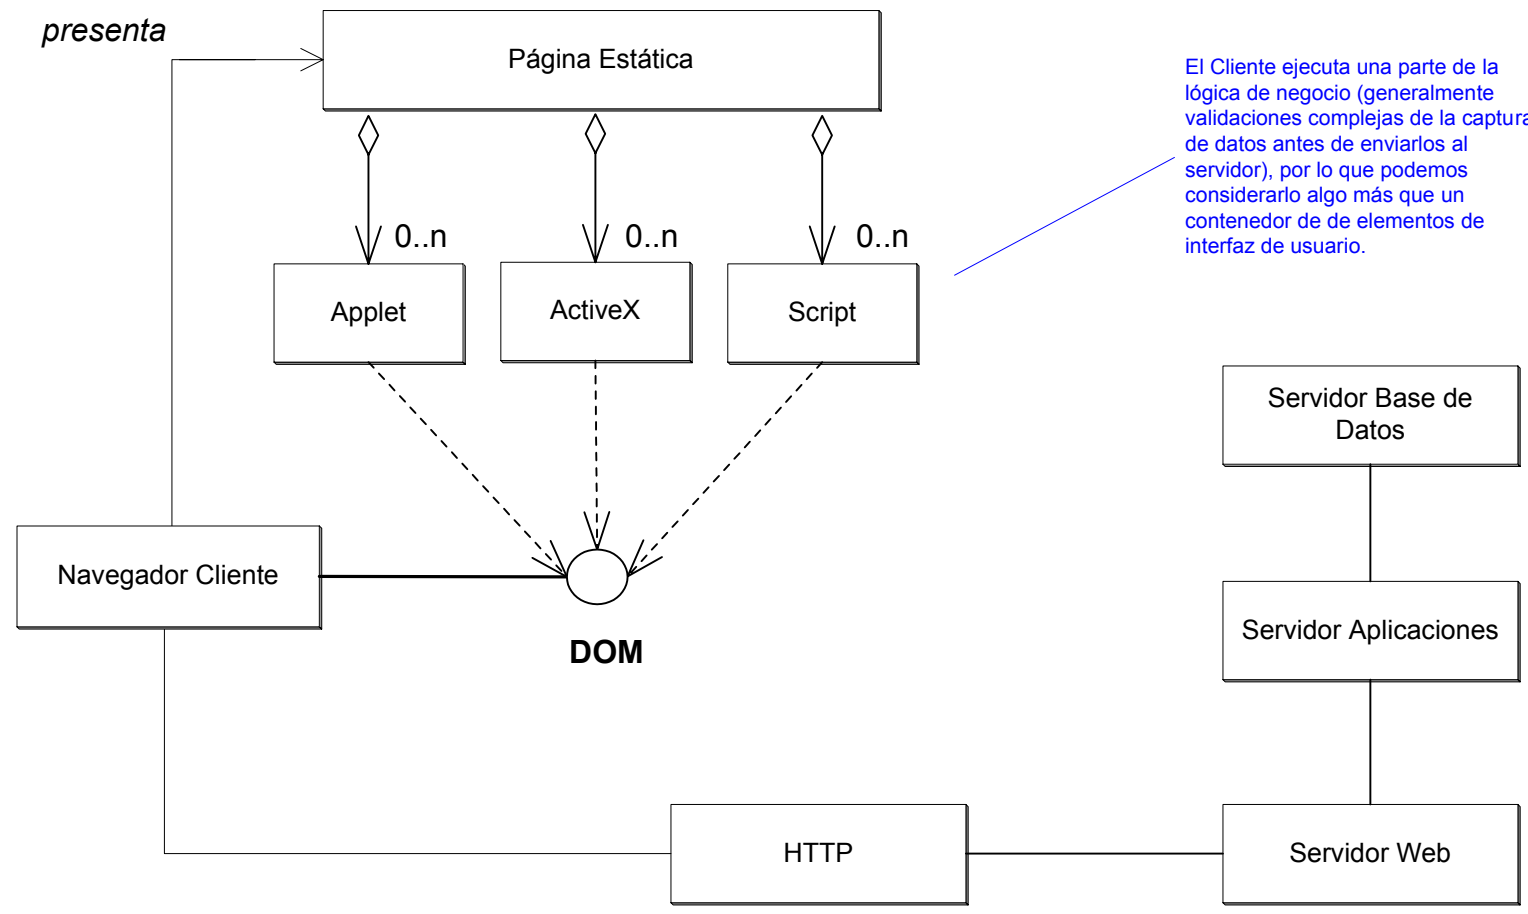 presenta
Página Estática
El Cliente ejecuta una parte de la
lógica de negocio (generalmente
validaciones complejas de la captura
de datos antes de enviarlos al
servidor), por lo que podemos
considerarlo algo más que un
contenedor de de elementos de
interfaz de usuario.
0..n
0..n
0..n
Applet
ActiveX
Script
Servidor Base de
Datos
Navegador Cliente
DOM
Servidor Aplicaciones
HTTP
Servidor Web